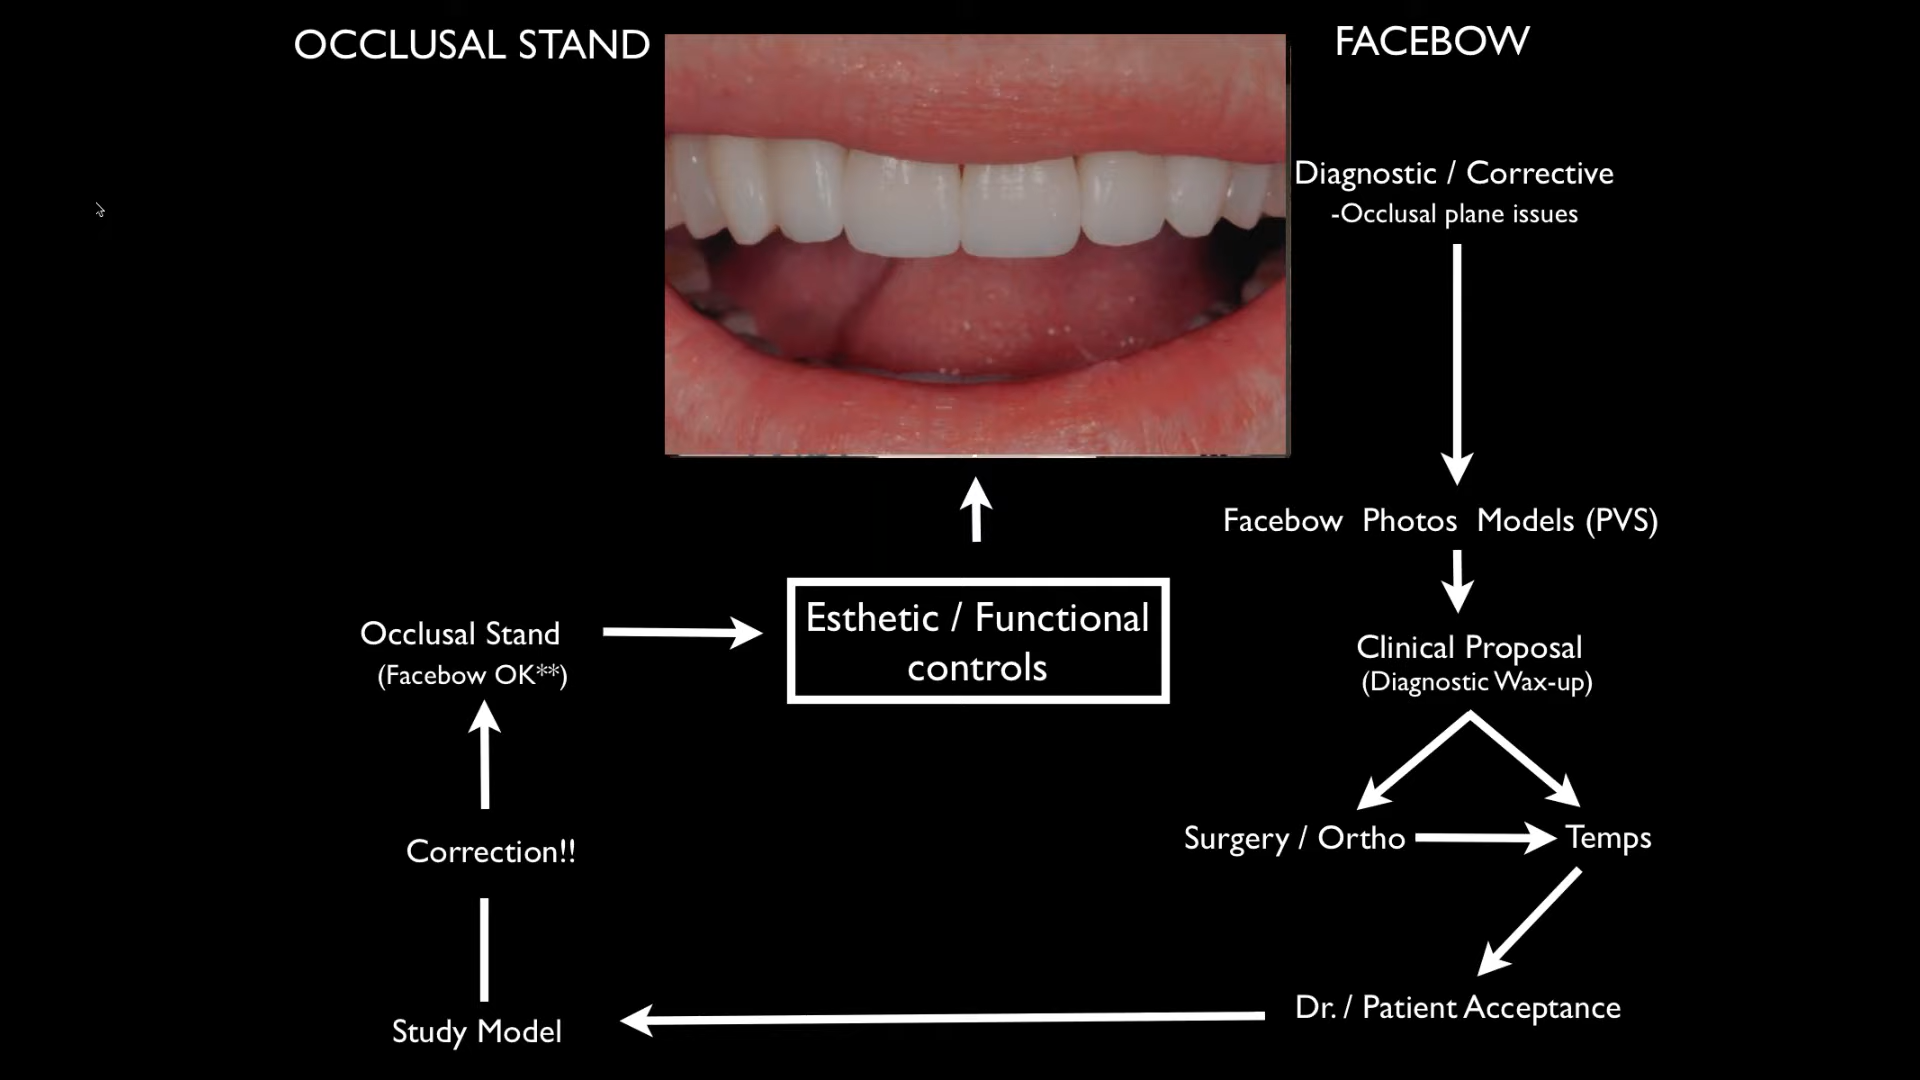 OCCLUSAL STAND
FACEBOW
Diagnostic / Corrective
-Occlusal plane issues
Facebow Photos Models (PVS)
Clinical Proposal
(Diagnostic Wax-up)
Surgery / Ortho
Temps
Dr. / Patient Acceptance
Study Model
Correction!!
Occlusal Stand
(Facebow OK**)
Esthetic / Functional
controls